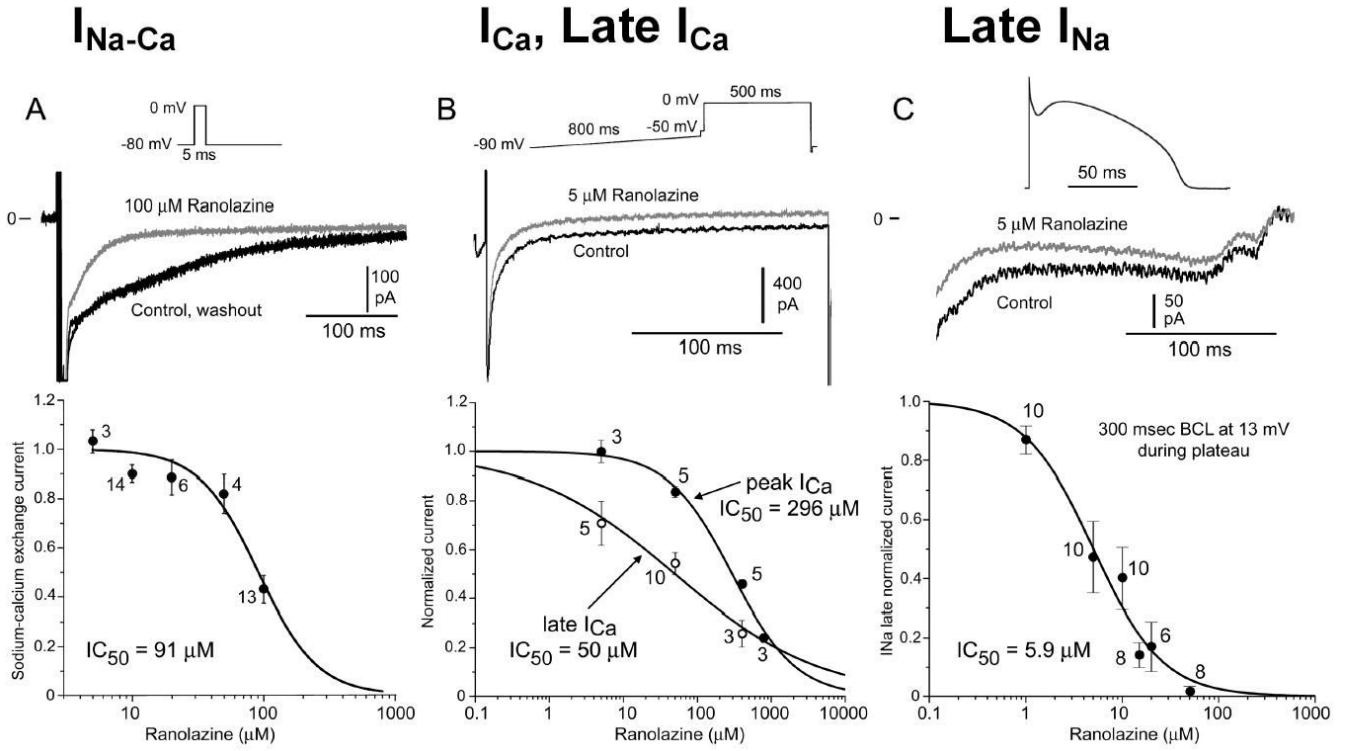 I_Na-Ca
I_Ca, Late I_Ca
Late I_Na
A
0 mV
-80 mV
5 ms
0
100 µM Ranolazine
Control, washout
100
pA
100 ms
1.2
1.0
0.8
0.6
0.4
0.2
0
Sodium-calcium exchange current
3
14
6
4
13
IC50 = 91 µM
10
100
1000
Ranolazine (µM)
B
0 mV
500 ms
800 ms
-50 mV
-90 mV
5 µM Ranolazine
Control
400
pA
100 ms
1.2
1.0
0.8
0.6
0.4
0.2
0
Normalized current
3
5
5
10
5
3
3
peak I_Ca
IC50 = 296 µM
late I_Ca
IC50 = 50 µM
0.1
1
10
100
1000
10000
Ranolazine (µM)
C
50 ms
0
5 µM Ranolazine
Control
50
pA
100 ms
1.0
0.8
0.6
0.4
0.2
0
INa late normalized current
10
10
10
8
6
8
300 msec BCL at 13 mV
during plateau
IC50 = 5.9 µM
0.1
1
10
100
1000
Ranolazine (µM)